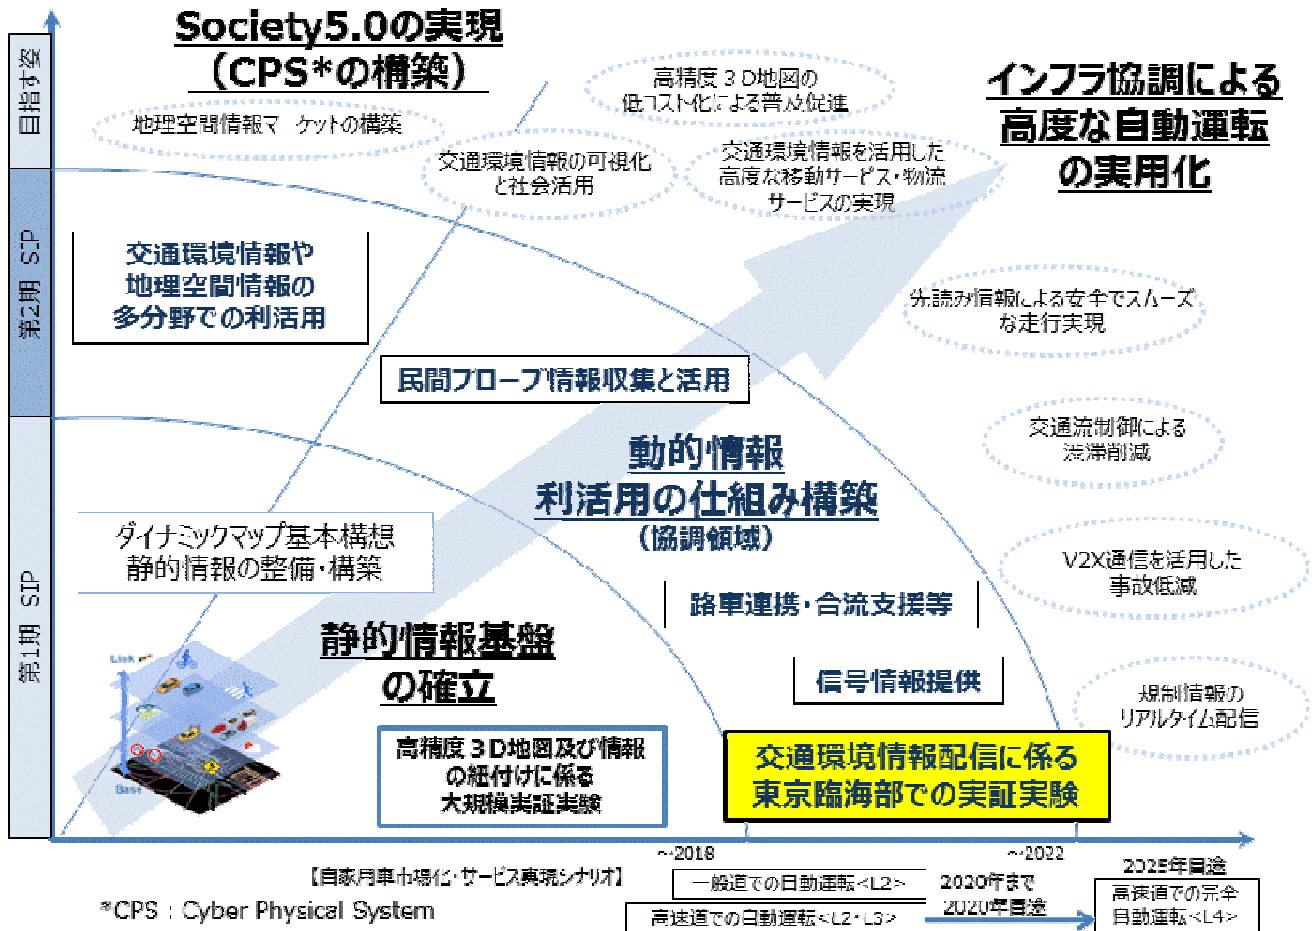 Society5.0の実現
（CPS*の構築）
目指す姿
第2期 SIP
第1期 SIP
地理空間情報マーケットの構築
高精度３D地図の
低コスト化による普及促進
交通環境情報の可視化
と社会活用
交通環境情報を活用した
高度な移動サービス・物流
サービスの実現
インフラ協調による
高度な自動運転
の実用化
交通環境情報や
地理空間情報の
多分野での利活用
先読み情報による安全でスムーズ
な走行実現
民間プローブ情報収集と活用
交通流制御による
渋滞削減
動的情報
利活用の仕組み構築
（協調領域）
ダイナミックマップ基本構想
静的情報の整備・構築
V2X通信を活用した
事故低減
路車連携・合流支援等
静的情報基盤
の確立
信号情報提供
規制情報の
リアルタイム配信
Link
Base
高精度３D地図及び情報
の紐付けに係る
大規模実証実験
交通環境情報配信に係る
東京臨海部での実証実験
～2018
～2022
2025年目途
【自家用車市場化・サービス実現シナリオ】
一般道での自動運転<L2>
2020年まで
高速道での自動運転<L2・L3>
2020年目途
高速道での完全
自動運転<L4>
*CPS：Cyber Physical System